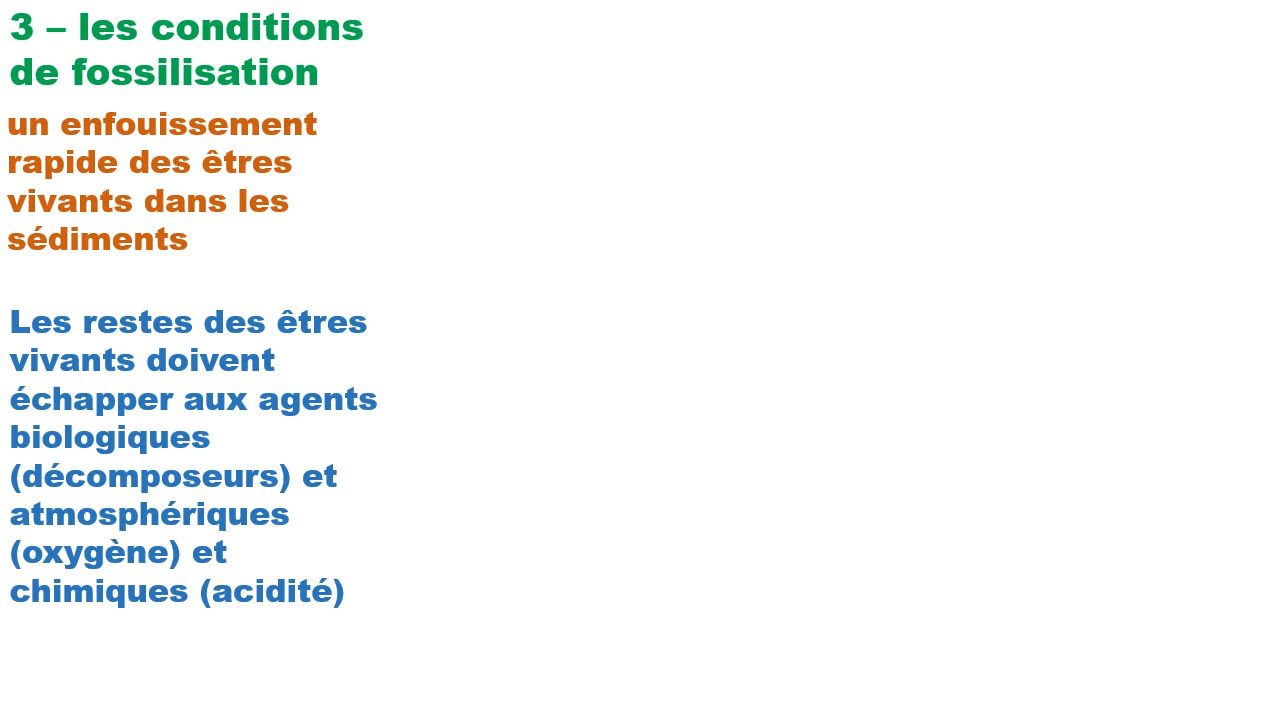 3 – les conditions
de fossilisation
un enfouissement
rapide des êtres
vivants dans les
sédiments
Les restes des êtres
vivants doivent
échapper aux agents
biologiques
(décomposeurs) et
atmosphériques
(oxygène) et
chimiques (acidité)